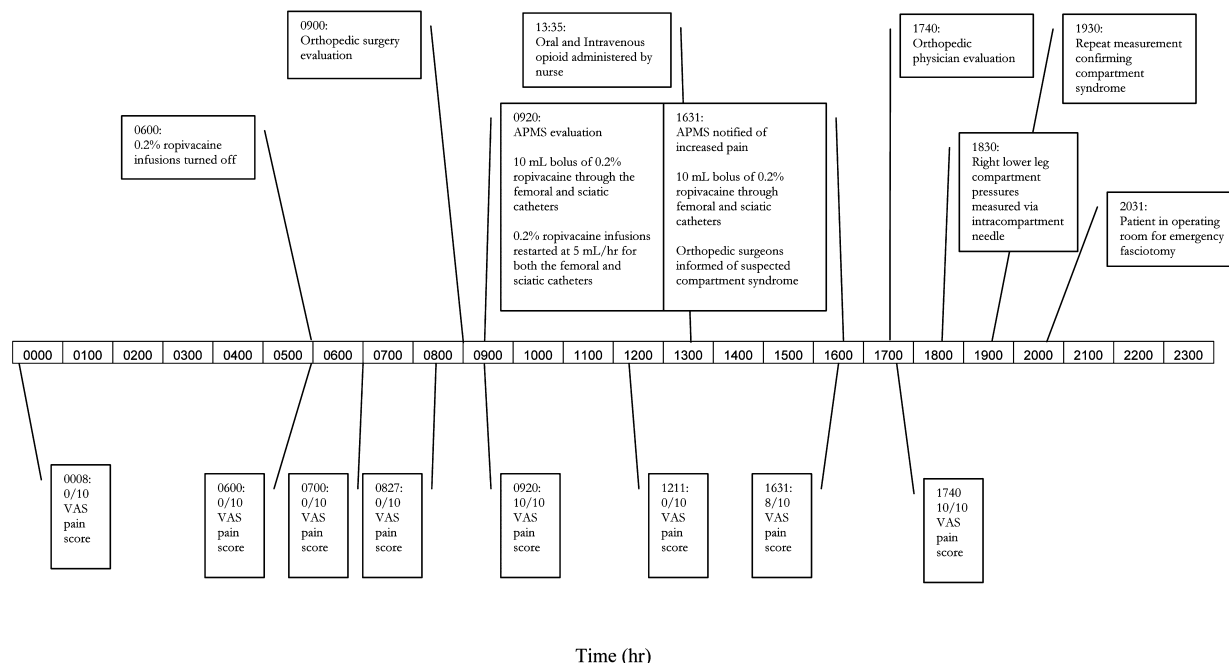 0900:
Orthopedic surgery
evaluation
13:35:
Oral and Intravenous
opioid administered by
nurse
1740:
Orthopedic
physician evaluation
1930:
Repeat measurement
confirming
compartment
syndrome
0600:
0.2% ropivacaine
infusions turned off
0920:
APMS evaluation
10 mL bolus of 0.2%
ropivacaine through the
femoral and sciatic
catheters
0.2% ropivacaine infusions
restarted at 5 mL/hr for
both the femoral and
sciatic catheters
1631:
APMS notified of
increased pain
10 mL bolus of 0.2%
ropivacaine through
femoral and sciatic
catheters
Orthopedic surgeons
informed of suspected
compartment syndrome
1830:
Right lower leg
compartment
pressures
measured via
intracompartment
needle
2031:
Patient in operating
room for emergency
fasciotomy
0000 0100 0200 0300 0400 0500 0600 0700 0800 0900 1000 1100 1200 1300 1400 1500 1600 1700 1800 1900 2000 2100 2200 2300
0008:
0/10
VAS
pain
score
0600:
0/10
VAS
pain
score
0700:
0/10
VAS
pain
score
0827:
0/10
VAS
pain
score
0920:
10/10
VAS
pain
score
1211:
0/10
VAS
pain
score
1631:
8/10
VAS
pain
score
1740
10/10
VAS
pain
score
Time (hr)